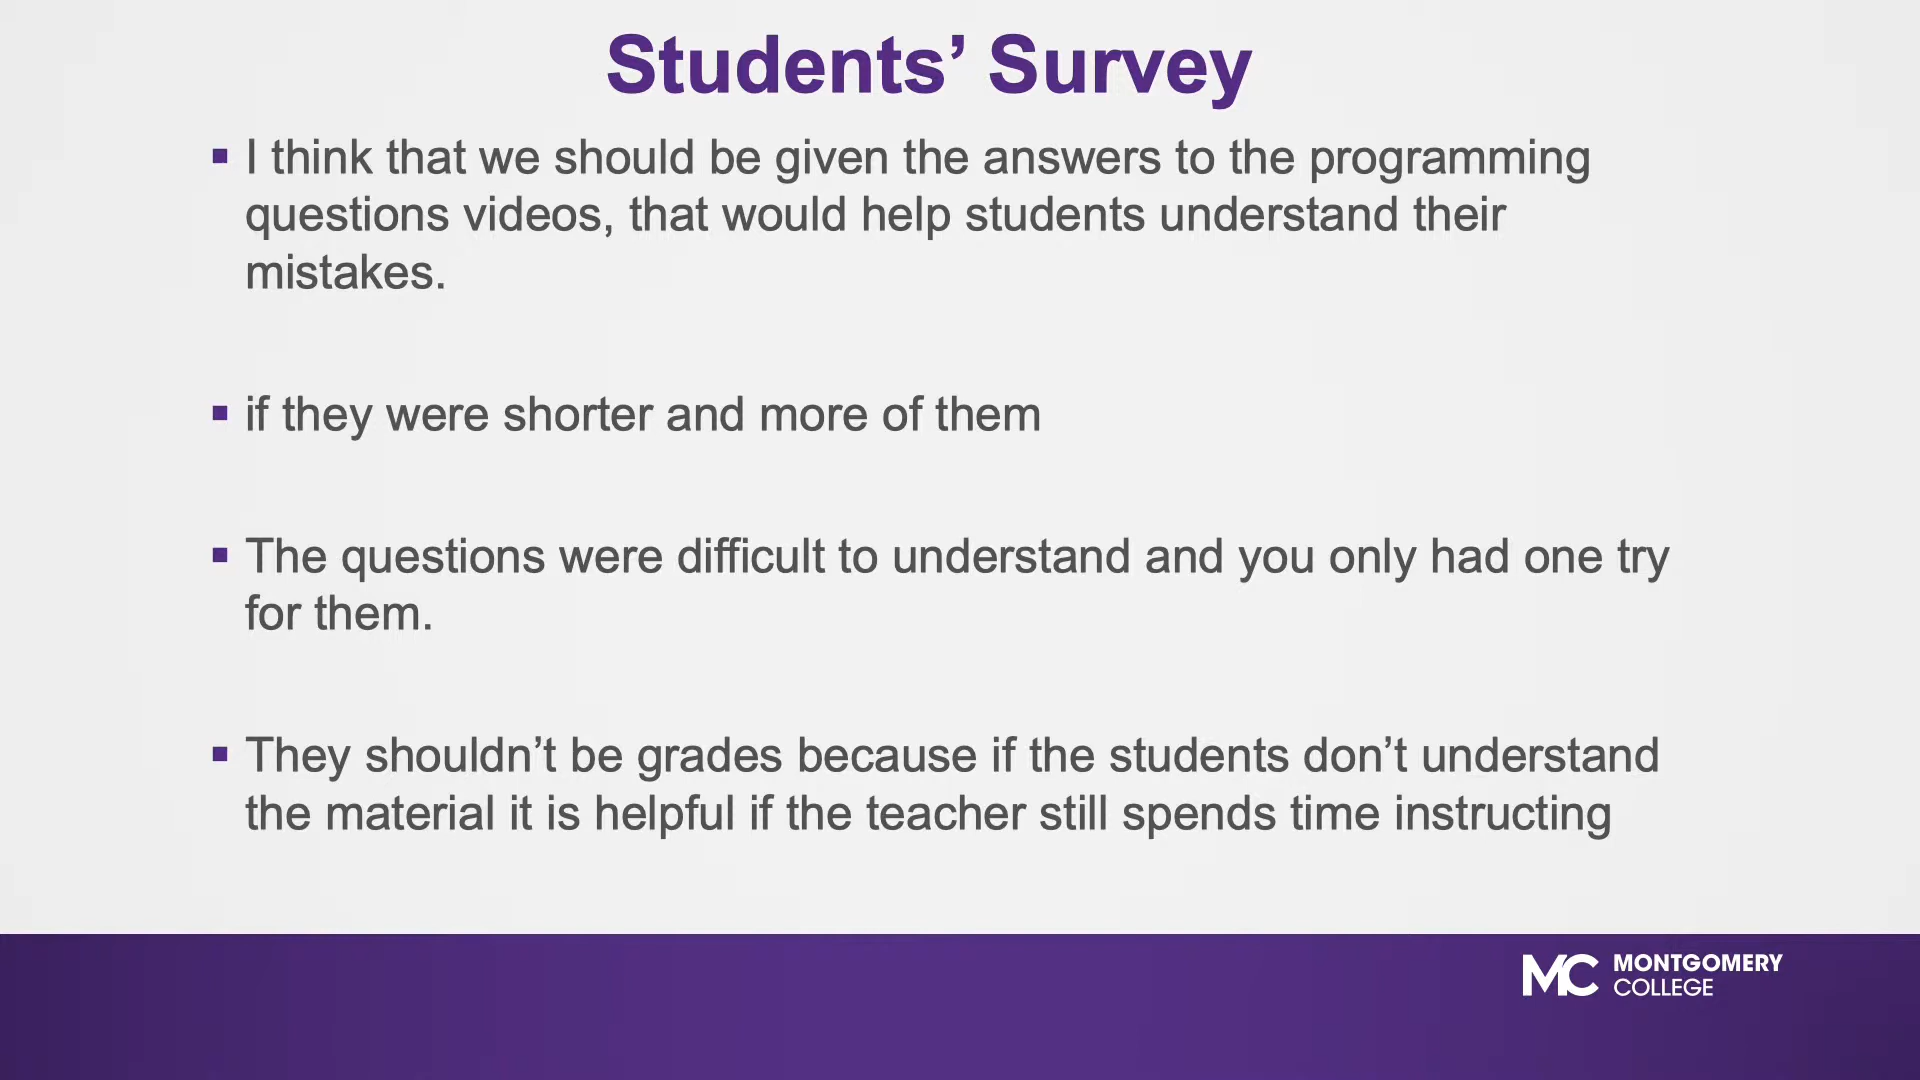 Students’ Survey
▪ I think that we should be given the answers to the programming
questions videos, that would help students understand their
mistakes.
▪ if they were shorter and more of them
▪ The questions were difficult to understand and you only had one try
for them.
▪ They shouldn’t be grades because if the students don’t understand
the material it is helpful if the teacher still spends time instructing
MC MONTGOMERY
COLLEGE